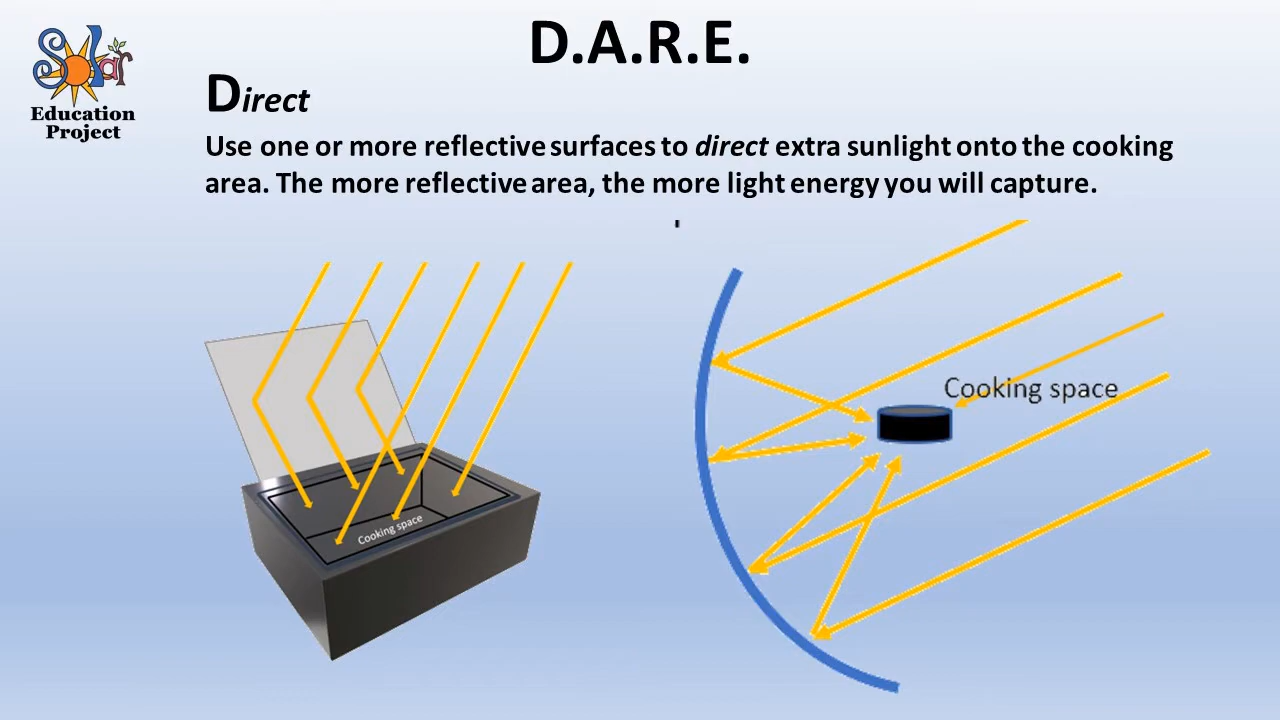 D.A.R.E.
Solar
Education
Project
Direct
Use one or more reflective surfaces to direct extra sunlight onto the cooking
area. The more reflective area, the more light energy you will capture.
Cooking space
Cooking space